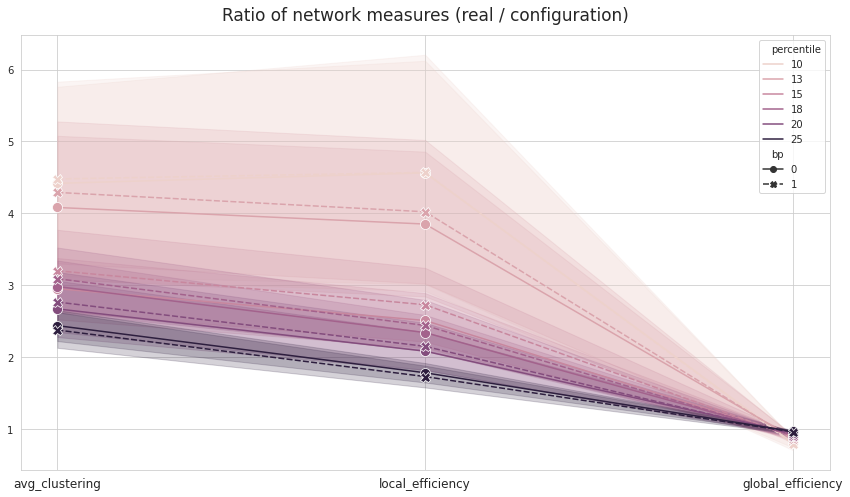 Ratio of network measures (real / configuration)
percentile
10
13
15
18
20
25
bp
0
1
6
5
4
3
2
1
avg_clustering
local_efficiency
global_efficiency